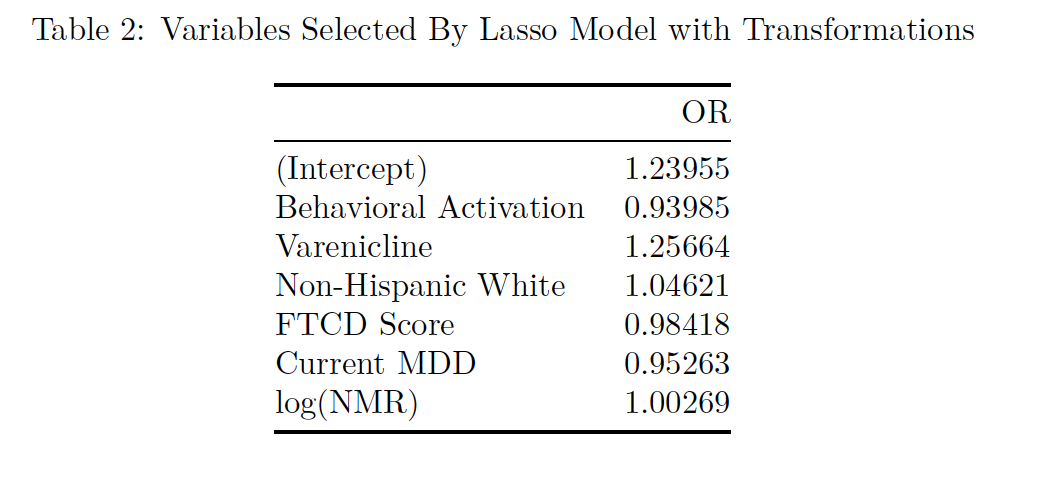 Table 2: Variables Selected By Lasso Model with Transformations
OR
(Intercept) 1.23955
Behavioral Activation 0.93985
Varenicline 1.25664
Non-Hispanic White 1.04621
FTCD Score 0.98418
Current MDD 0.95263
log(NMR) 1.00269